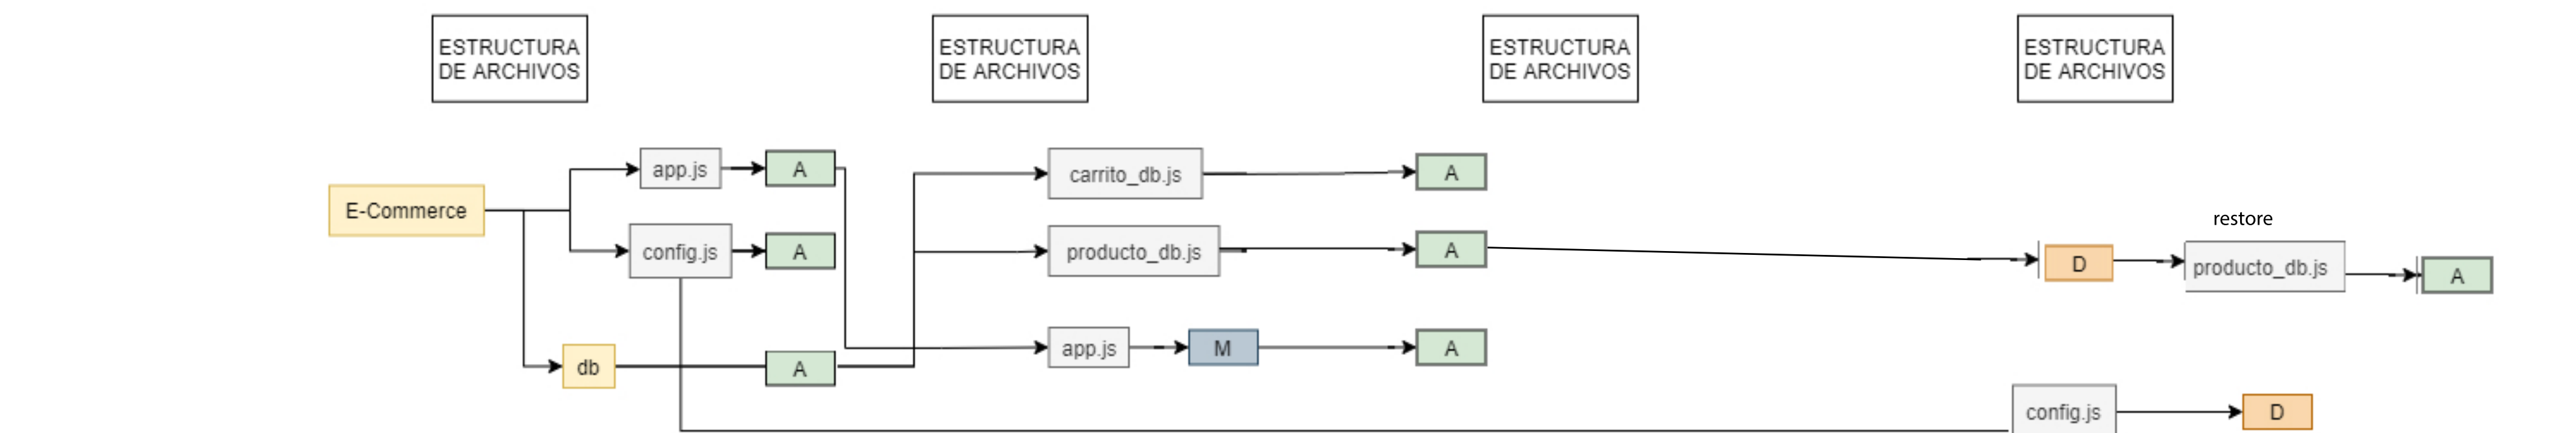 ESTRUCTURA
DE ARCHIVOS
ESTRUCTURA
DE ARCHIVOS
ESTRUCTURA
DE ARCHIVOS
ESTRUCTURA
DE ARCHIVOS
app.js
A
carrito_db.js
A
E-Commerce
restore
config.js
A
producto_db.js
A
D
producto_db.js
A
app.js
M
A
db
A
config.js
D